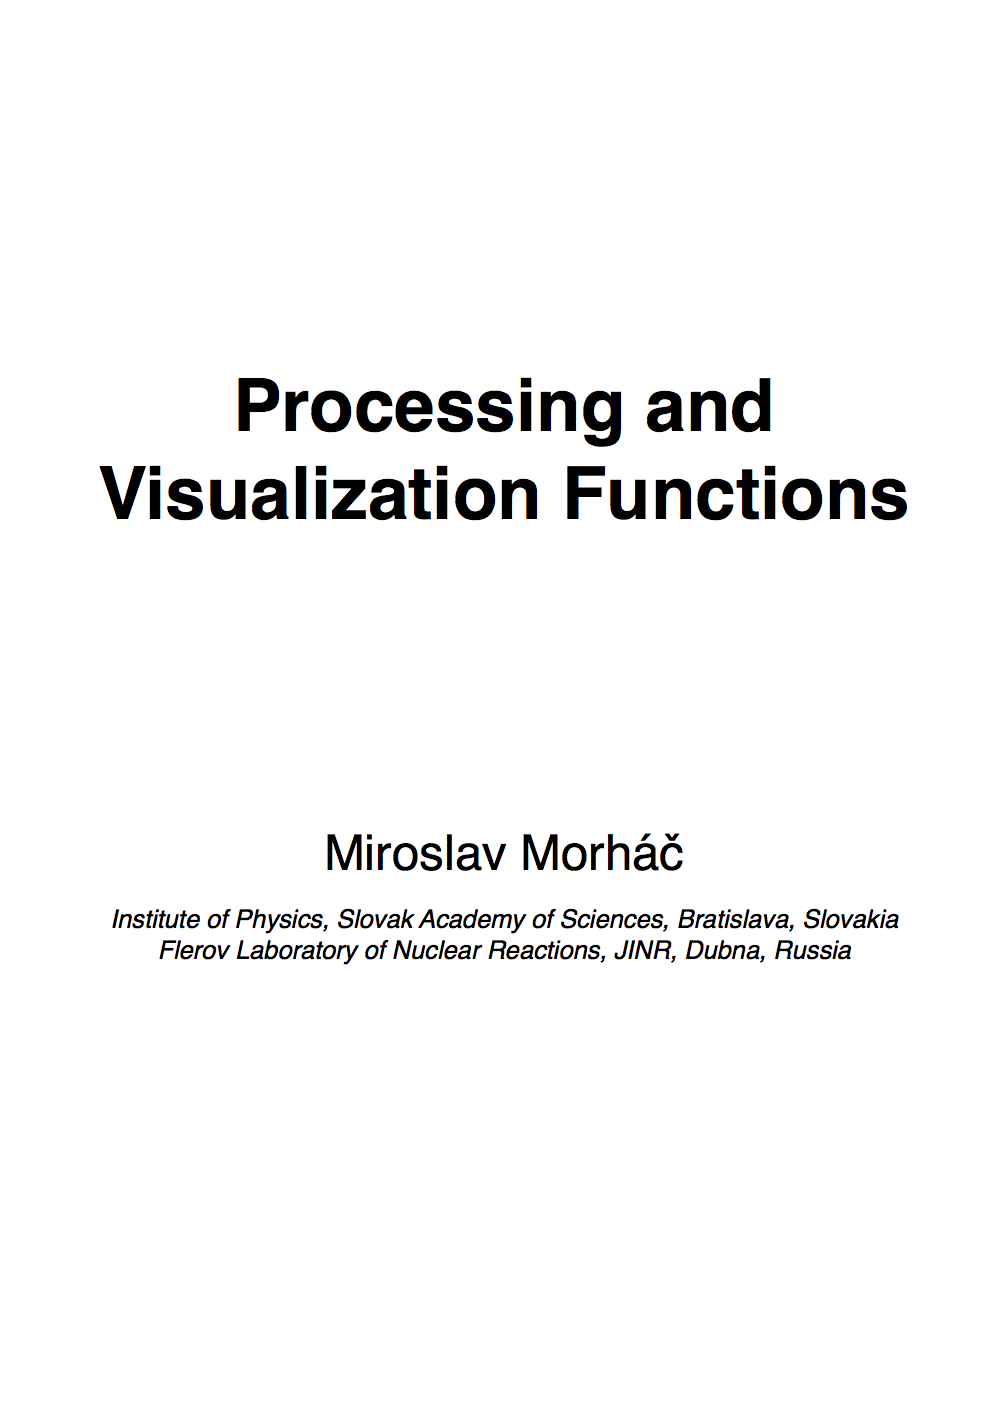 Processing and
Visualization Functions
Miroslav Morháč
Institute of Physics, Slovak Academy of Sciences, Bratislava, Slovakia
Flerov Laboratory of Nuclear Reactions, JINR, Dubna, Russia